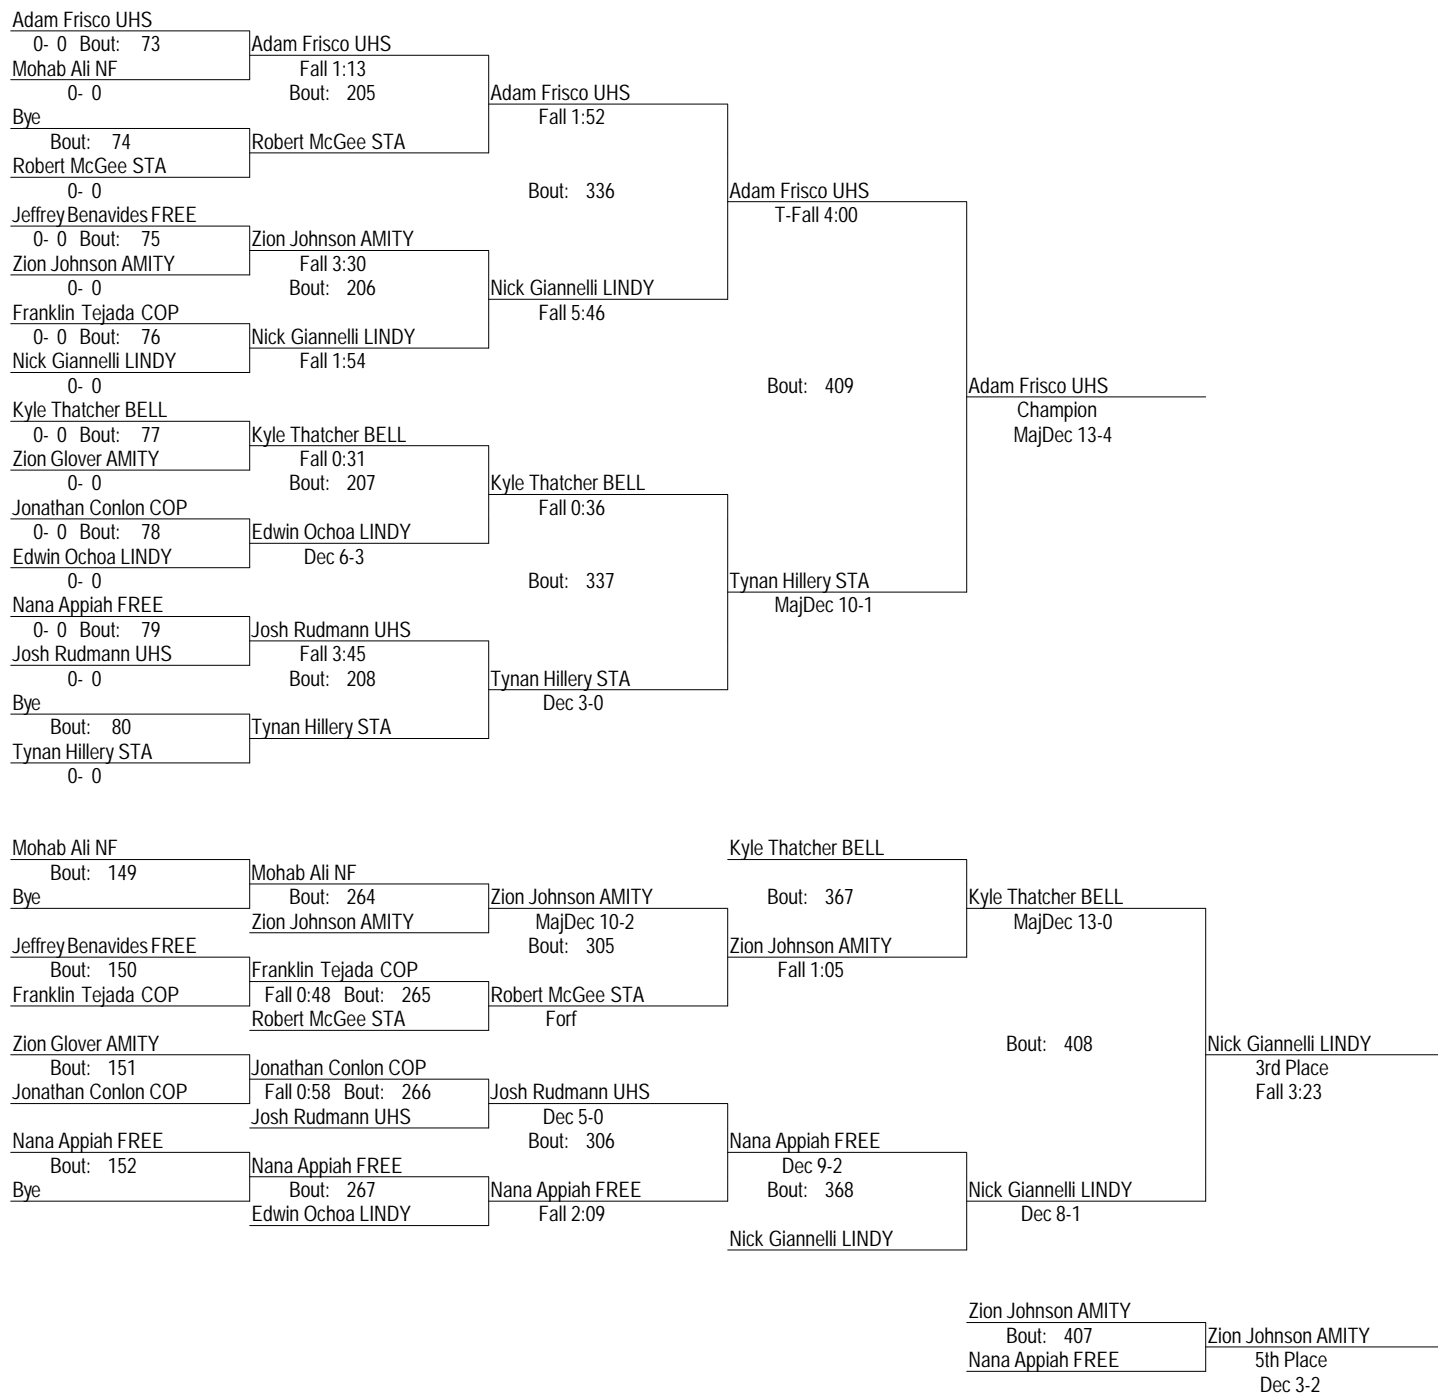 Adam Frisco UHS
0- 0 Bout: 73 Adam Frisco UHS
Mohab Ali NF Fall 1:13
0- 0 Bout: 205 Adam Frisco UHS
Bye Fall 1:52
Bout: 74 Robert McGee STA
Robert McGee STA
0- 0 Bout: 336 Adam Frisco UHS
Jeffrey Benavides FREE T-Fall 4:00
0- 0 Bout: 75 Zion Johnson AMITY
Zion Johnson AMITY Fall 3:30
0- 0 Bout: 206 Nick Giannelli LINDY
Franklin Tejada COP Fall 5:46
0- 0 Bout: 76 Nick Giannelli LINDY
Nick Giannelli LINDY Fall 1:54
0- 0 Bout: 409 Adam Frisco UHS
Kyle Thatcher BELL Champion
0- 0 Bout: 77 Kyle Thatcher BELL MajDec 13-4
Zion Glover AMITY Fall 0:31
0- 0 Bout: 207 Kyle Thatcher BELL
Jonathan Conlon COP Fall 0:36
0- 0 Bout: 78 Edwin Ochoa LINDY
Edwin Ochoa LINDY Dec 6-3
0- 0 Bout: 337 Tynan Hillery STA
Nana Appiah FREE MajDec 10-1
0- 0 Bout: 79 Josh Rudmann UHS
Josh Rudmann UHS Fall 3:45
0- 0 Bout: 208 Tynan Hillery STA
Bye Dec 3-0
Bout: 80 Tynan Hillery STA
Tynan Hillery STA
0- 0
Mohab Ali NF Kyle Thatcher BELL
Bout: 149 Mohab Ali NF
Bye Bout: 264 Zion Johnson AMITY Bout: 367 Kyle Thatcher BELL
Zion Johnson AMITY MajDec 10-2 MajDec 13-0
Jeffrey Benavides FREE Bout: 305 Zion Johnson AMITY
Bout: 150 Franklin Tejada COP Fall 1:05
Franklin Tejada COP Fall 0:48 Bout: 265 Robert McGee STA
Robert McGee STA Forf
Zion Glover AMITY Bout: 408 Nick Giannelli LINDY
Bout: 151 Jonathan Conlon COP 3rd Place
Jonathan Conlon COP Fall 0:58 Bout: 266 Josh Rudmann UHS Fall 3:23
Josh Rudmann UHS Dec 5-0
Nana Appiah FREE Bout: 306 Nana Appiah FREE
Bout: 152 Nana Appiah FREE Dec 9-2
Bye Bout: 267 Nana Appiah FREE Bout: 368 Nick Giannelli LINDY
Edwin Ochoa LINDY Fall 2:09 Dec 8-1
Nick Giannelli LINDY
Zion Johnson AMITY
Bout: 407 Zion Johnson AMITY
Nana Appiah FREE 5th Place
Dec 3-2